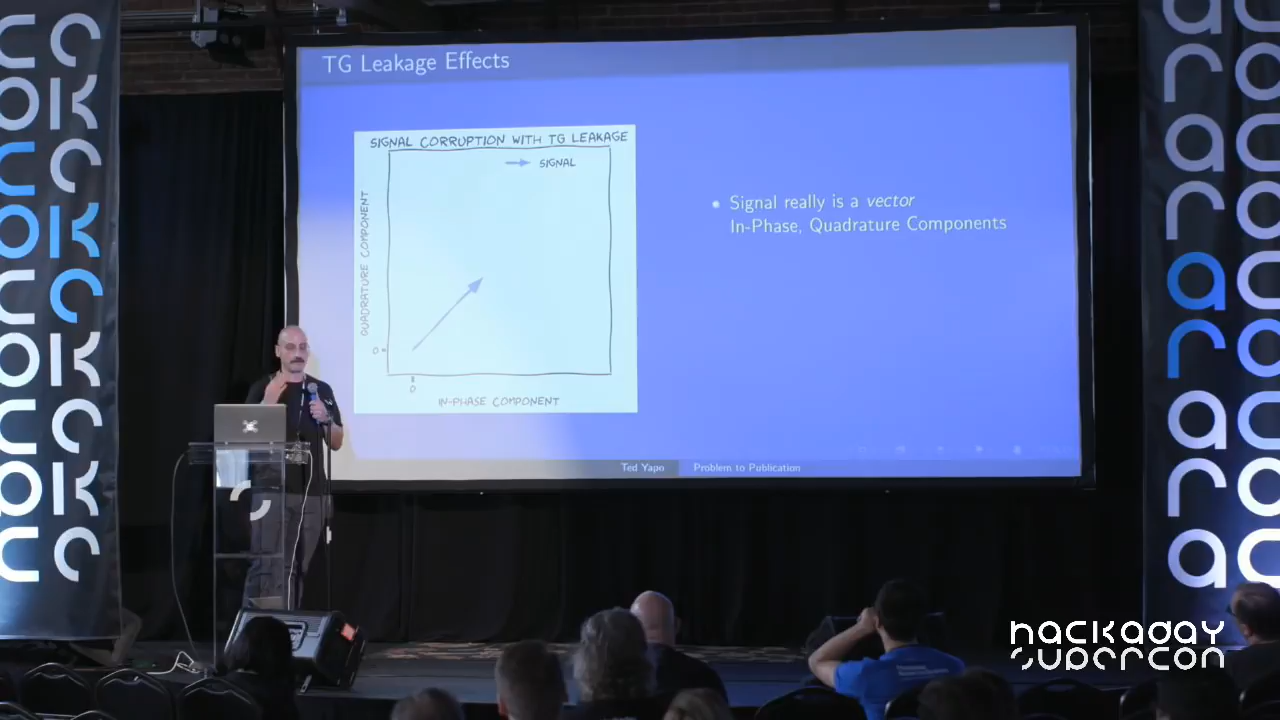 TG Leakage Effects
SIGNAL CORRUPTION WITH TG LEAKAGE
SIGNAL
QUADRATURE COMPONENT
0
0
IN-PHASE COMPONENT
Signal really is a vector
In-Phase, Quadrature Components
Ted Yapo
Problem to Publication
hackaday
supercon